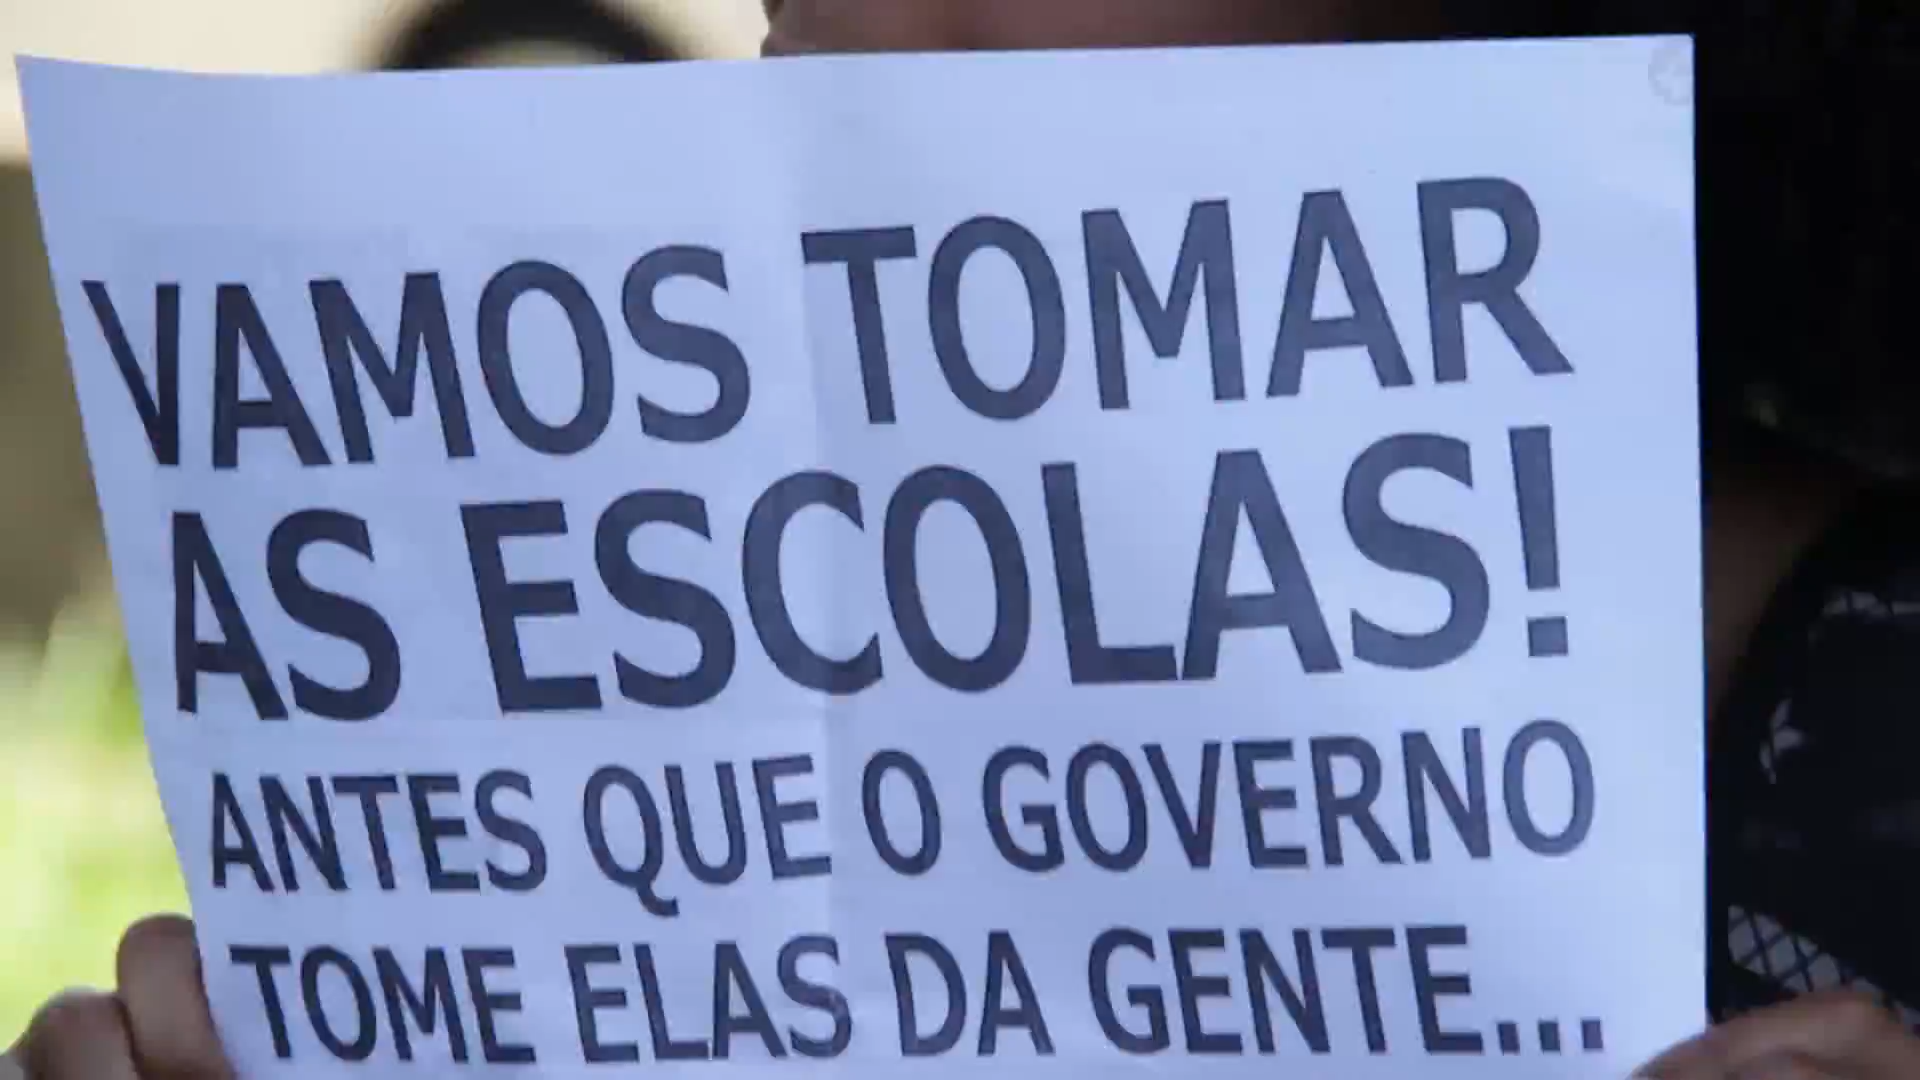 VAMOS TOMAR
AS ESCOLAS!
ANTES QUE O GOVERNO
TOME ELAS DA GENTE...